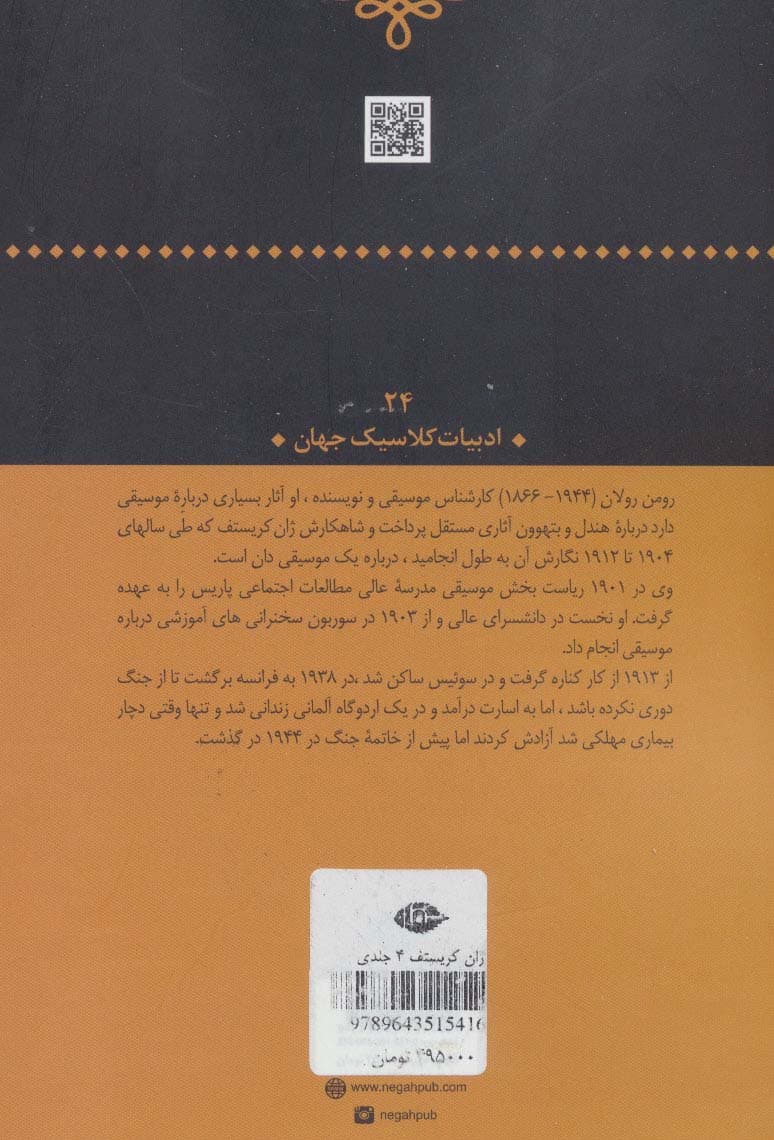 ۲۴
ادبیات کلاسیک جهان
رومن رولان (۱۹۴۴- ۱۸۶۶) کارشناس موسیقی و نویسنده ، او آثار بسیاری دربارهٔ موسیقی
دارد دربارهٔ هندل و بتهوون آثاری مستقل پرداخت و شاهکارش ژان کریستف که طی سالهای
۱۹۰۴ تا ۱۹۱۲ نگارش آن به طول انجامید ، درباره یک موسیقی دان است.
وی در ۱۹۰۱ ریاست بخش موسیقی مدرسهٔ عالی مطالعات اجتماعی پاریس را به عهده
گرفت. او نخست در دانشسرای عالی و از ۱۹۰۳ در سوربون سخنرانی های آموزشی درباره
موسیقی انجام داد.
از ۱۹۱۳ از کار کناره گرفت و در سوئیس ساکن شد ،در ۱۹۳۸ به فرانسه برگشت تا از جنگ
دوری نکرده باشد ، اما به اسارت درآمد و در یک اردوگاه آلمانی زندانی شد و تنها وقتی دچار
بیماری مهلکی شد آزادش کردند اما پیش از خاتمهٔ جنگ در ۱۹۴۴ در گذشت.
ژان کریستف ۴ جلدی
9789643515416
۴۹۵۰۰۰ تومان
www.negahpub.com
negahpub